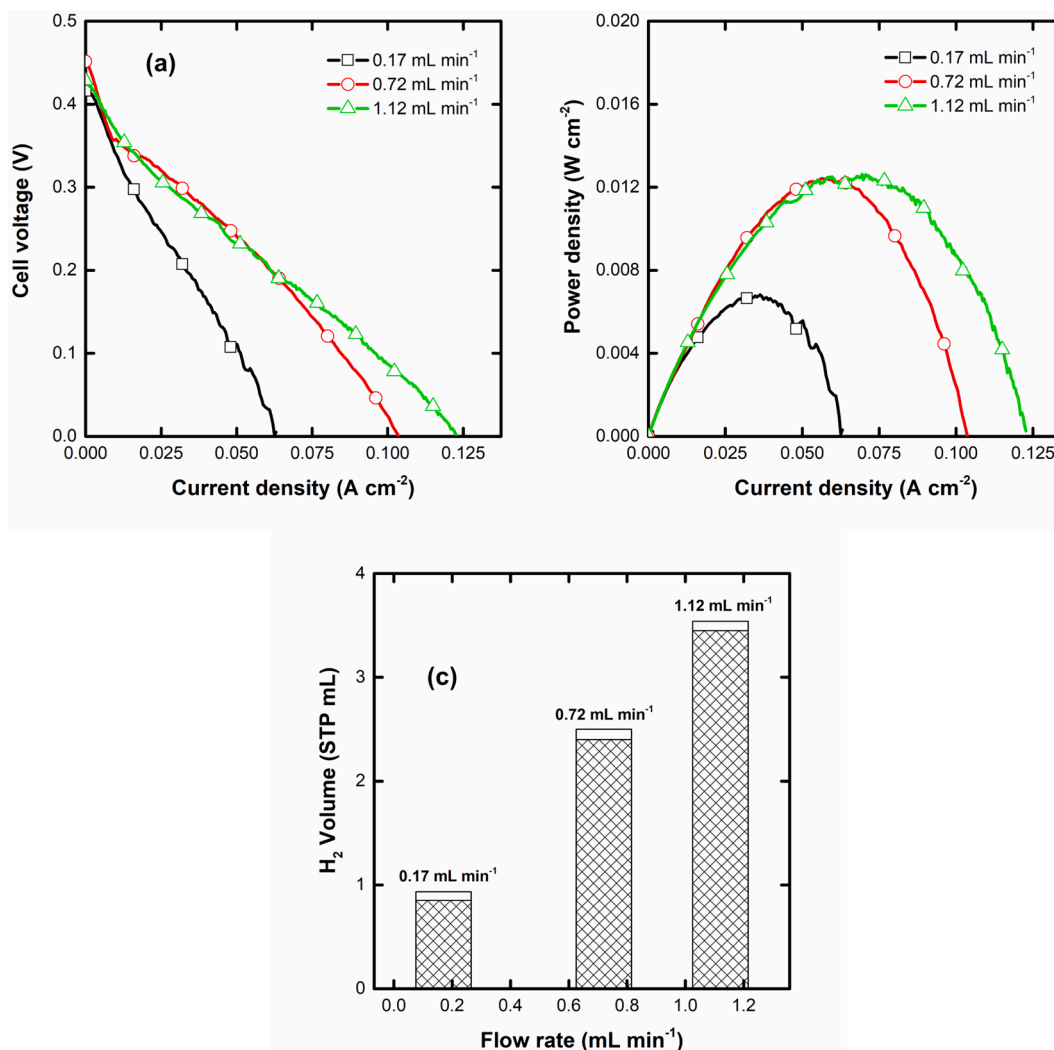 (a)
0.17 mL min⁻¹
0.72 mL min⁻¹
1.12 mL min⁻¹
Cell voltage (V)
0.5
0.4
0.3
0.2
0.1
0.0
0.000 0.025 0.050 0.075 0.100 0.125
Current density (A cm⁻²)
0.17 mL min⁻¹
0.72 mL min⁻¹
1.12 mL min⁻¹
Power density (W cm⁻²)
0.020
0.016
0.012
0.008
0.004
0.000
0.000 0.025 0.050 0.075 0.100 0.125
Current density (A cm⁻²)
(c)
1.12 mL min⁻¹
0.72 mL min⁻¹
0.17 mL min⁻¹
H₂ Volume (STP mL)
4
3
2
1
0
0.0 0.2 0.4 0.6 0.8 1.0 1.2
Flow rate (mL min⁻¹)